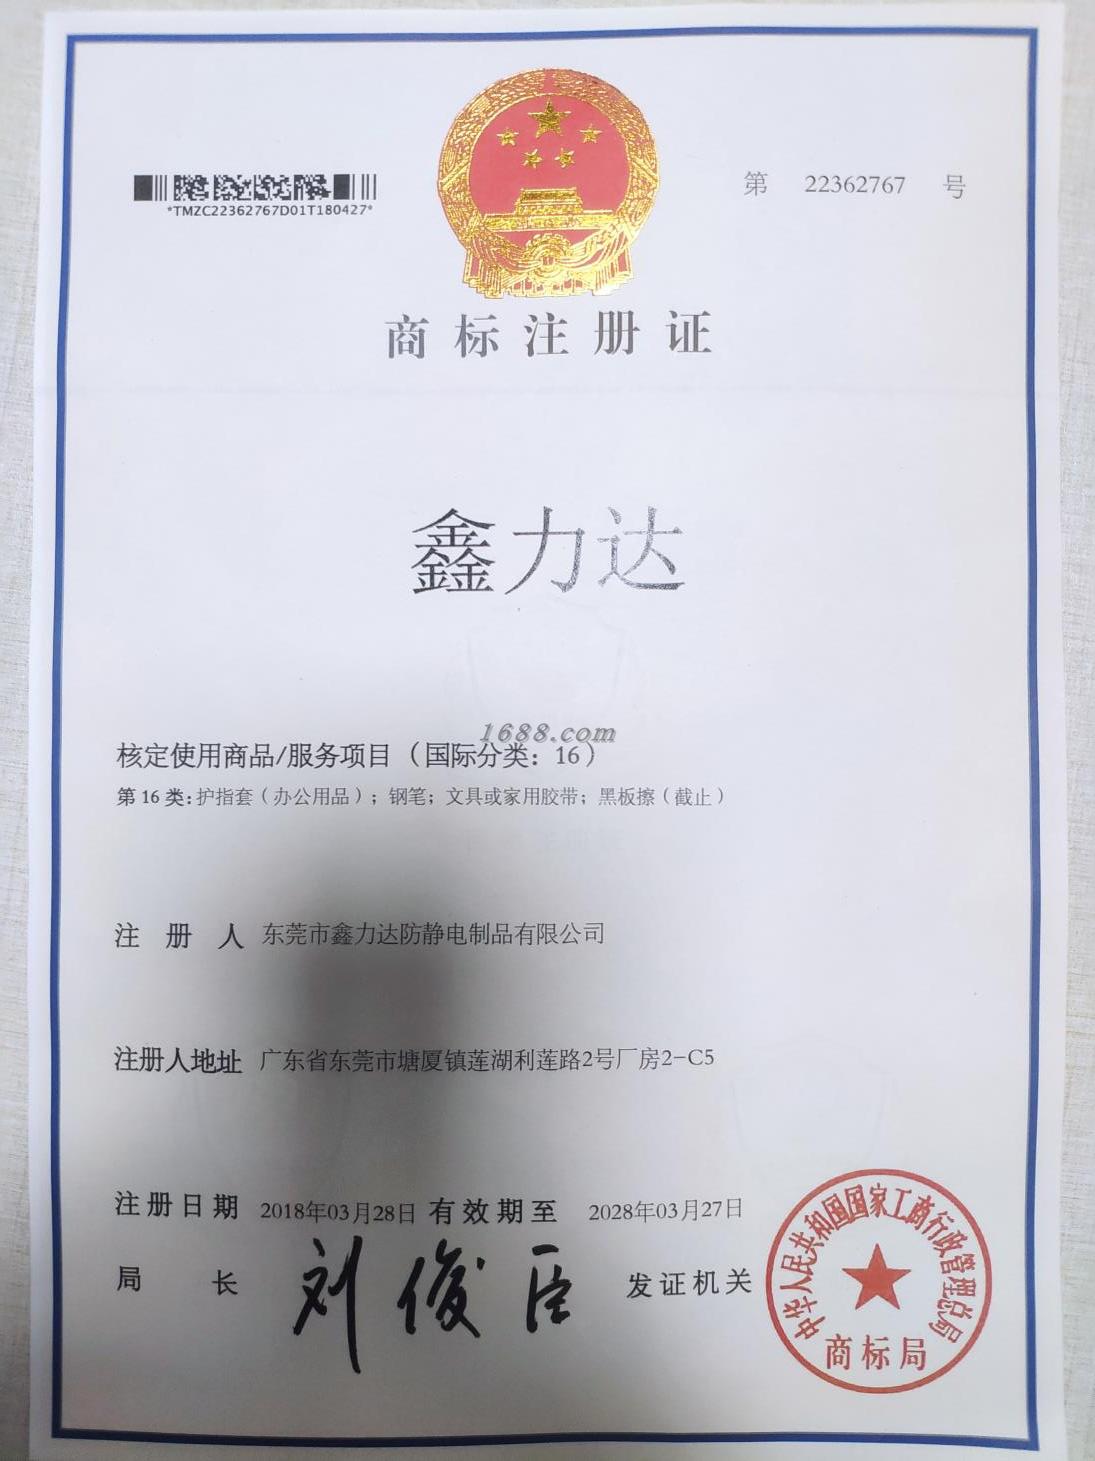 *TMZC22362767D01T180427*
第 22362767 号
商标注册证
鑫力达
1688.com
核定使用商品/服务项目（国际分类：16）
第 16 类：护指套（办公用品）；钢笔；文具或家用胶带；黑板擦（截止）
注册人 东莞市鑫力达防静电制品有限公司
注册人地址 广东省东莞市塘厦镇莲湖利莲路2号厂房2-C5
注册日期 2018年03月28日 有效期至 2028年03月27日
局长 刘俊臣 发证机关
中华人民共和国国家工商行政管理总局
商标局